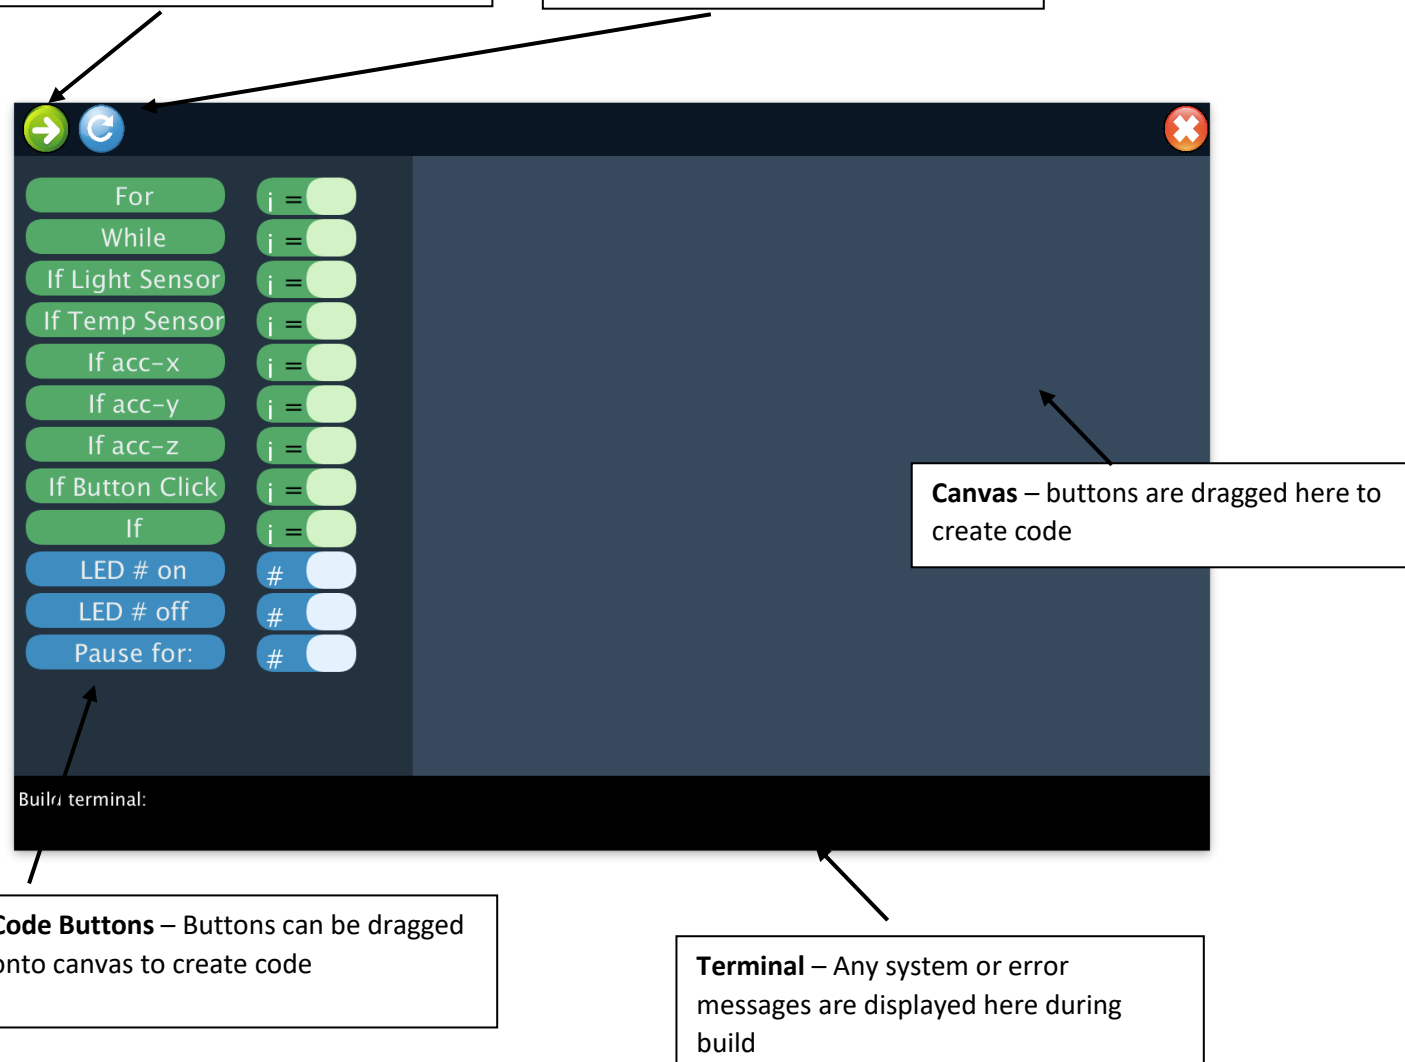 For i =
While i =
If Light Sensor i =
If Temp Sensor i =
If acc-x i =
If acc-y i =
If acc-z i =
If Button Click i =
If i =
LED # on #
LED # off #
Pause for: #
Canvas – buttons are dragged here to
create code
Build terminal:
Code Buttons – Buttons can be dragged
onto canvas to create code
Terminal – Any system or error
messages are displayed here during
build